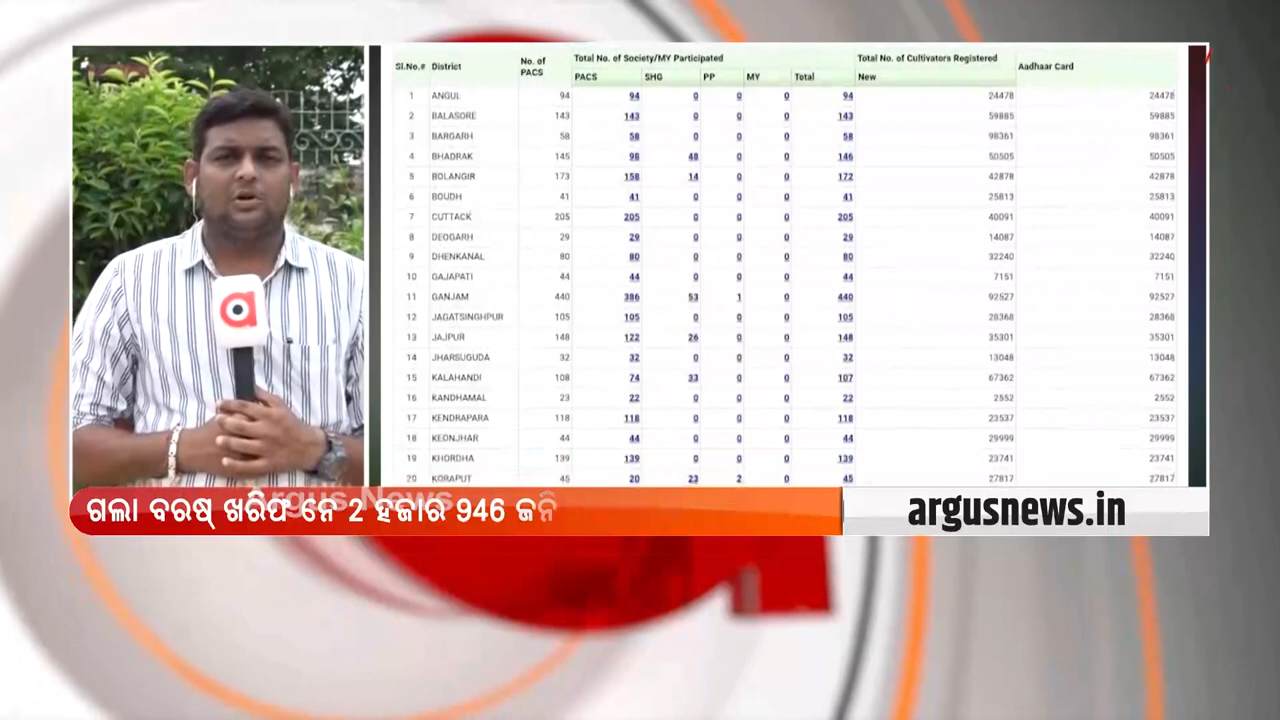 Sl.No.# District No. of PACS Total No. of Society/MY Participated Total No. of Cultivators Registered Aadhaar Card
PACS SHG PP MY Total New
1 ANGUL 94 94 0 0 0 94 24478 24478
2 BALASORE 143 143 0 0 0 143 59885 59885
3 BARGARH 58 58 0 0 0 58 98361 98361
4 BHADRAK 145 98 48 0 0 146 50505 50505
5 BOLANGIR 173 158 14 0 0 172 42878 42878
6 BOUDH 41 41 0 0 0 41 25813 25813
7 CUTTACK 205 205 0 0 0 205 40091 40091
8 DEOGARH 29 29 0 0 0 29 14087 14087
9 DHENKANAL 80 80 0 0 0 80 32240 32240
10 GAJAPATI 44 44 0 0 0 44 7151 7151
11 GANJAM 440 386 53 1 0 440 92527 92527
12 JAGATSINGHPUR 105 105 0 0 0 105 28368 28368
13 JAJPUR 148 122 26 0 0 148 35301 35301
14 JHARSUGUDA 32 32 0 0 0 32 13048 13048
15 KALAHANDI 108 74 33 0 0 107 67362 67362
16 KANDHAMAL 23 22 0 0 0 22 2552 2552
17 KENDRAPARA 118 118 0 0 0 118 23537 23537
18 KEONJHAR 44 44 0 0 0 44 29999 29999
19 KHORDHA 139 139 0 0 0 139 23741 23741
20 KORAPUT 45 20 23 2 0 45 27817 27817
Argus News
ଗଲା ବରଷ୍ ଖରିଫ ନେ 2 ହଜାର 946 ଜନି
argusnews.in